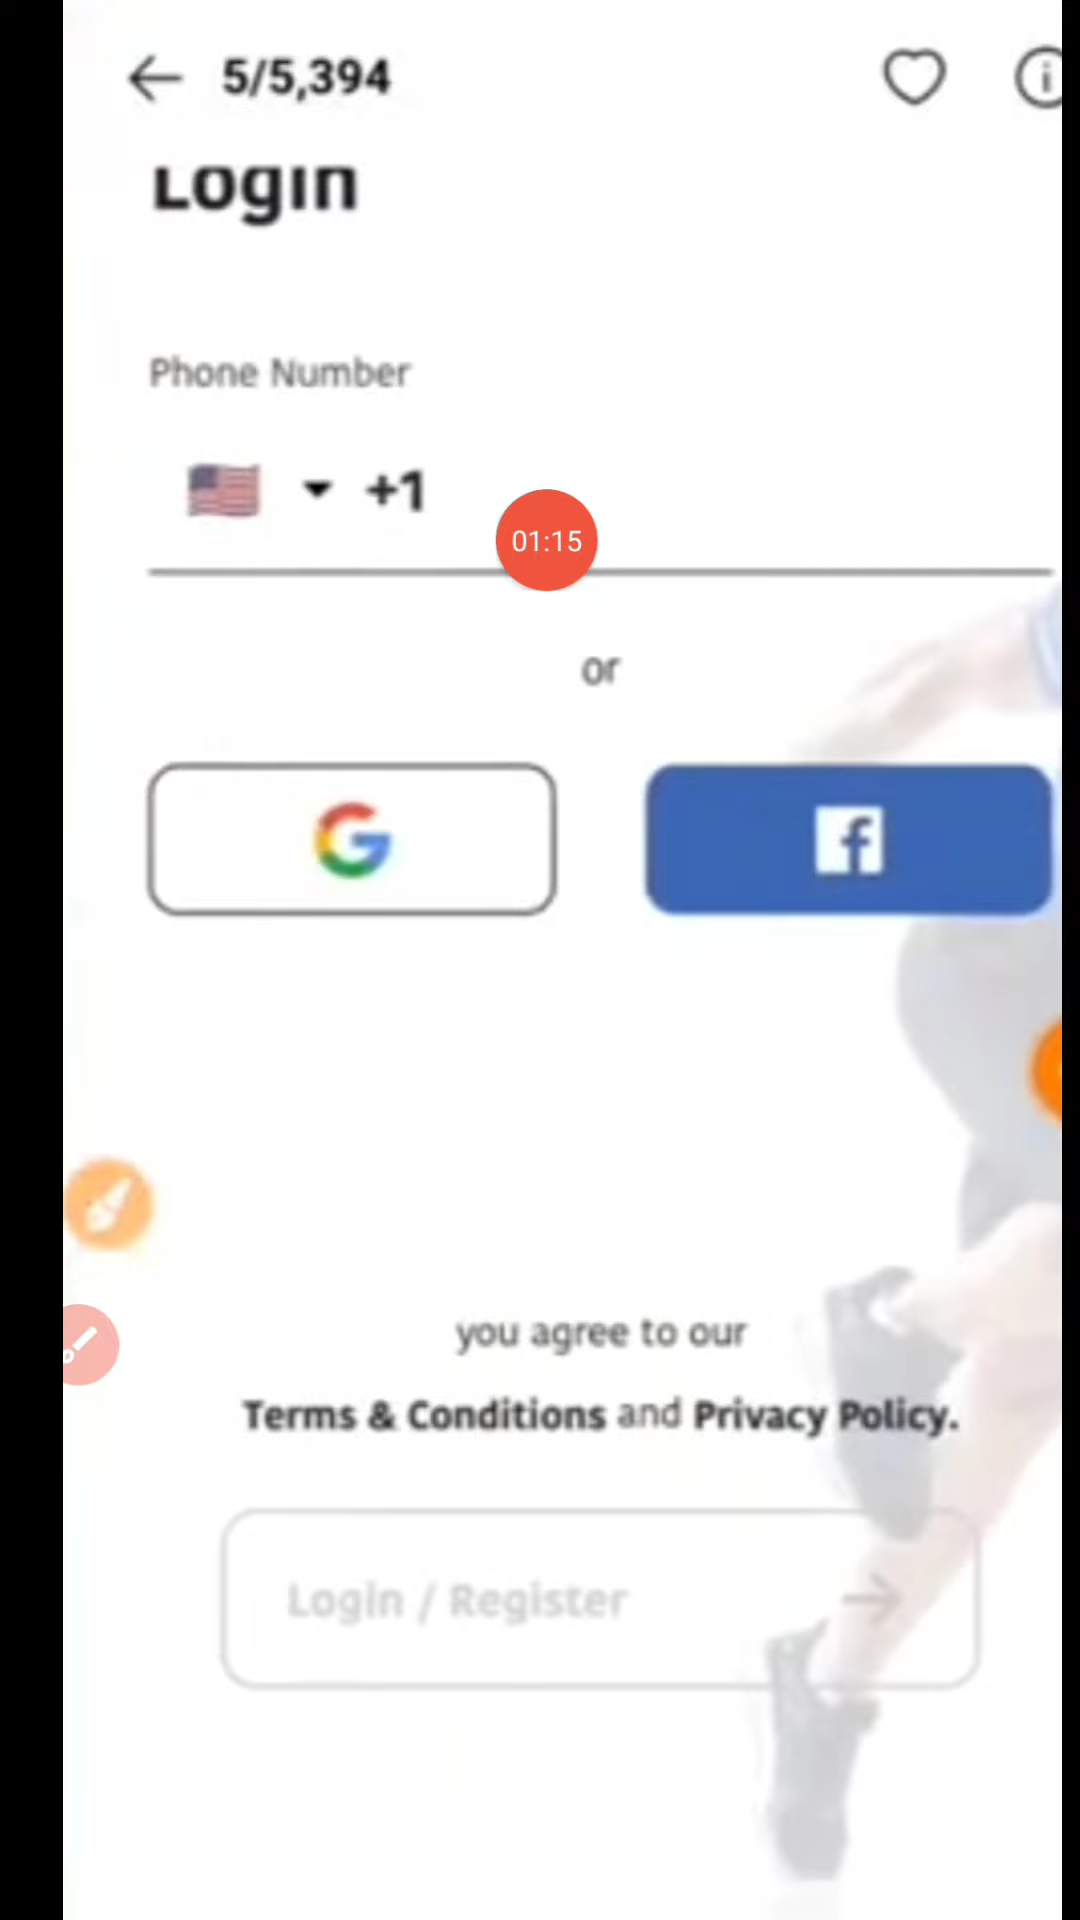 5/5,394
Login
Phone Number
+1
01:15
or
G
f
you agree to our
Terms & Conditions and Privacy Policy.
Login / Register